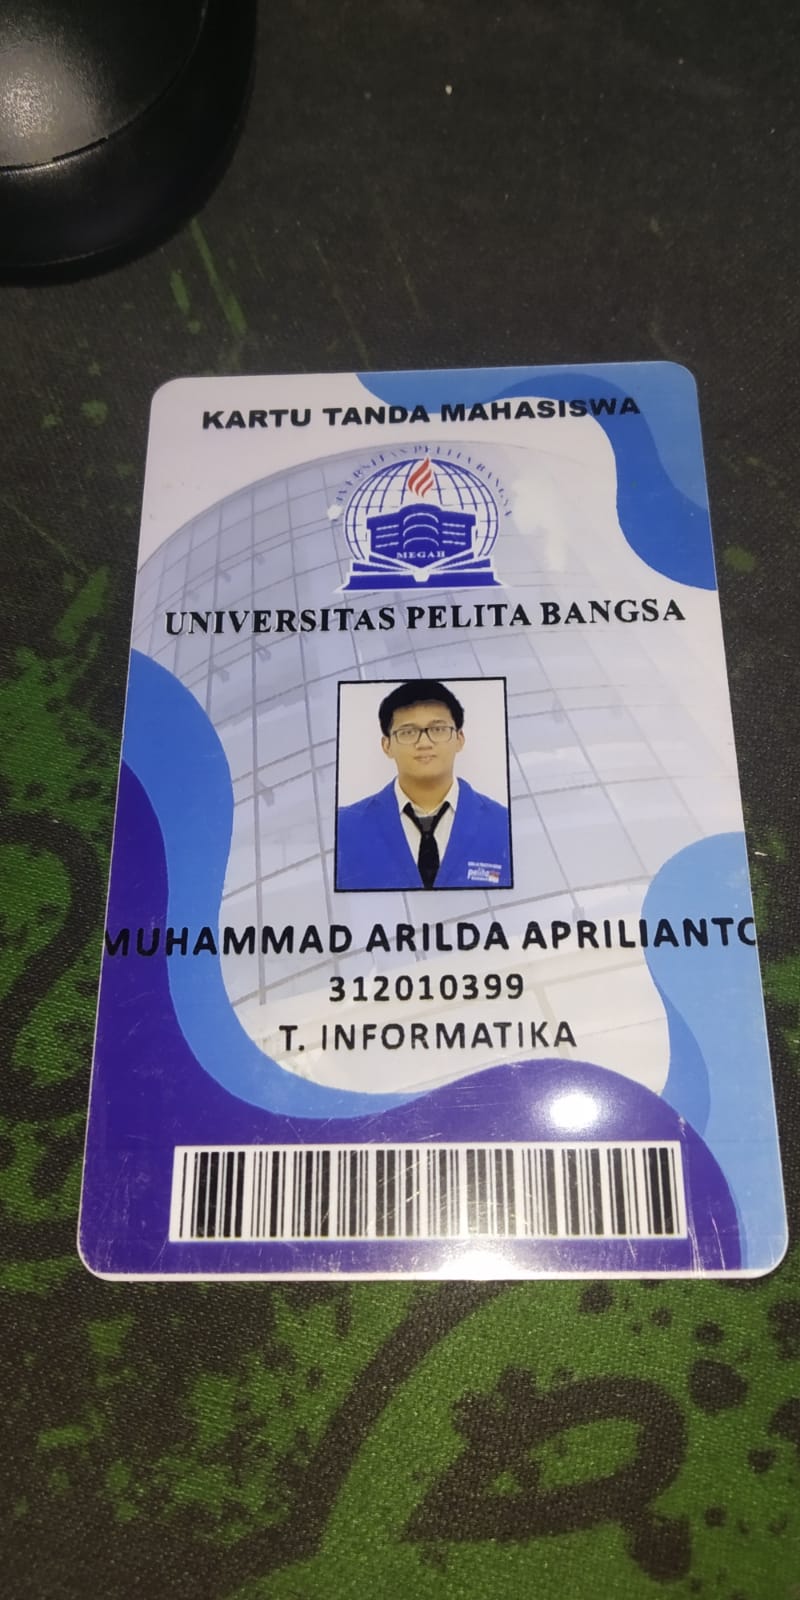 KARTU TANDA MAHASISWA
UNIVERSITAS PELITA BANGSA
MEGAH
UNIVERSITAS PELITA BANGSA
pelita
MUHAMMAD ARILDA APRILIANTO
312010399
T. INFORMATIKA